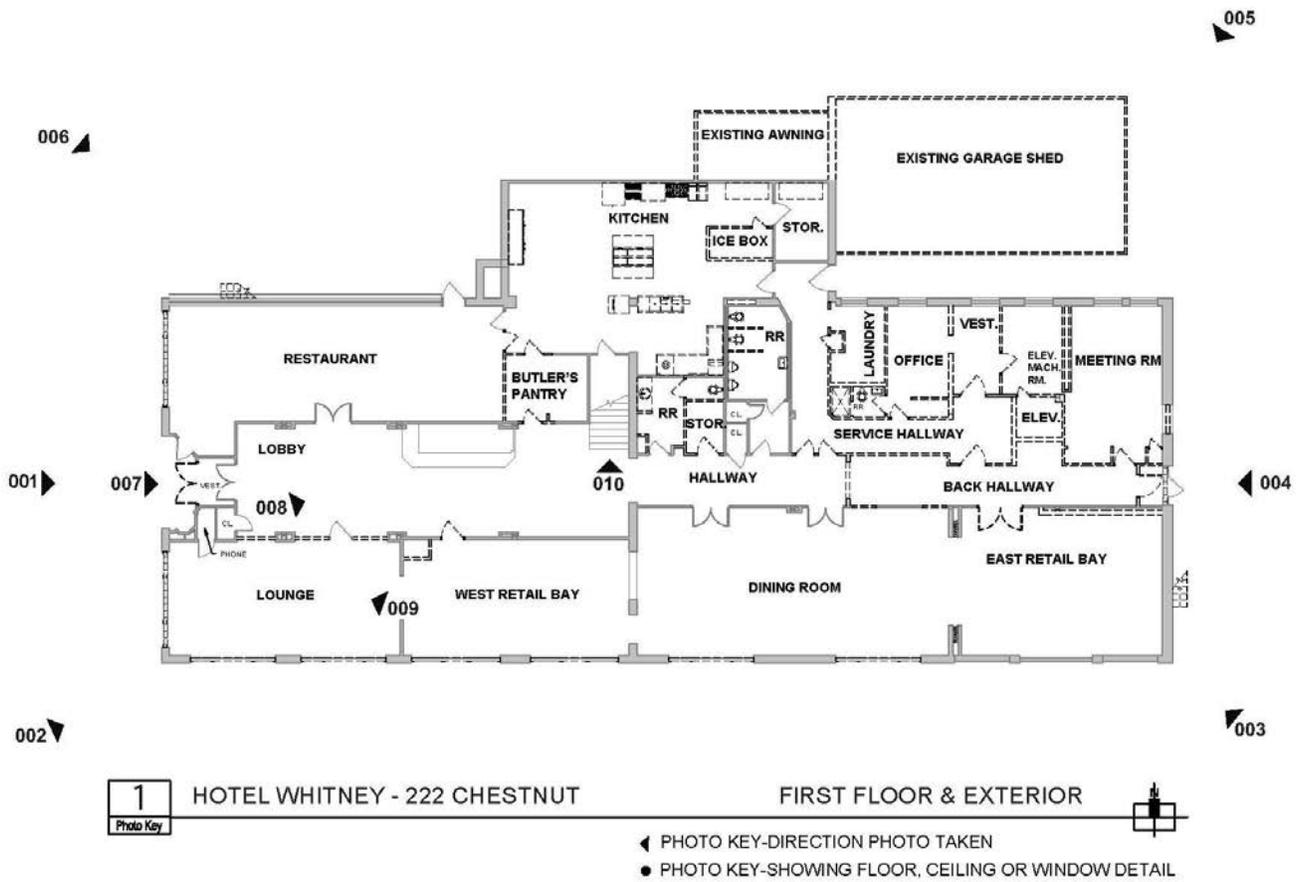 005
006
EXISTING AWNING
EXISTING GARAGE SHED
KITCHEN
STOR.
ICE BOX
RESTAURANT
BUTLER'S
PANTRY
RR
RR
STOR.
CL.
CL.
LAUNDRY
OFFICE
VEST.
ELEV.
MACH.
RM.
MEETING RM
RR
ELEV.
SERVICE HALLWAY
LOBBY
001
007
VEST.
008
CL.
PHONE
010
HALLWAY
BACK HALLWAY
004
LOUNGE
009
WEST RETAIL BAY
DINING ROOM
EAST RETAIL BAY
002
003
1
Photo Key
HOTEL WHITNEY - 222 CHESTNUT
FIRST FLOOR & EXTERIOR
N
PHOTO KEY-DIRECTION PHOTO TAKEN
PHOTO KEY-SHOWING FLOOR, CEILING OR WINDOW DETAIL